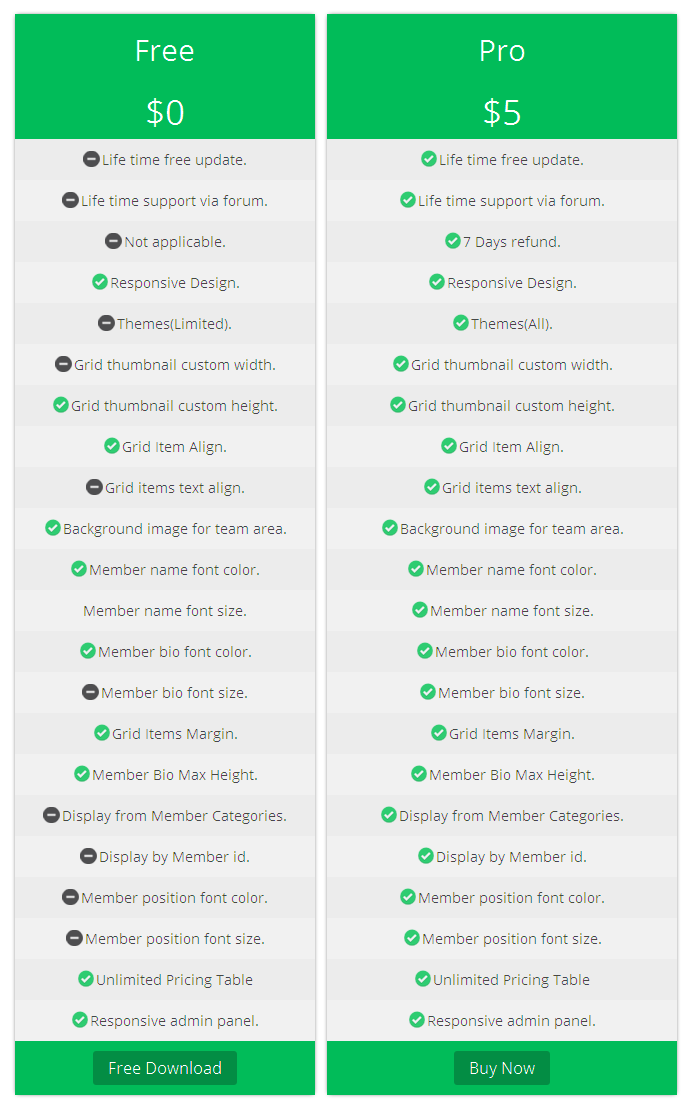 Free
$0
Life time free update.
Life time support via forum.
Not applicable.
Responsive Design.
Themes(Limited).
Grid thumbnail custom width.
Grid thumbnail custom height.
Grid Item Align.
Grid items text align.
Background image for team area.
Member name font color.
Member name font size.
Member bio font color.
Member bio font size.
Grid Items Margin.
Member Bio Max Height.
Display from Member Categories.
Display by Member id.
Member position font color.
Member position font size.
Unlimited Pricing Table
Responsive admin panel.
Free Download
Pro
$5
Life time free update.
Life time support via forum.
7 Days refund.
Responsive Design.
Themes(All).
Grid thumbnail custom width.
Grid thumbnail custom height.
Grid Item Align.
Grid items text align.
Background image for team area.
Member name font color.
Member name font size.
Member bio font color.
Member bio font size.
Grid Items Margin.
Member Bio Max Height.
Display from Member Categories.
Display by Member id.
Member position font color.
Member position font size.
Unlimited Pricing Table
Responsive admin panel.
Buy Now